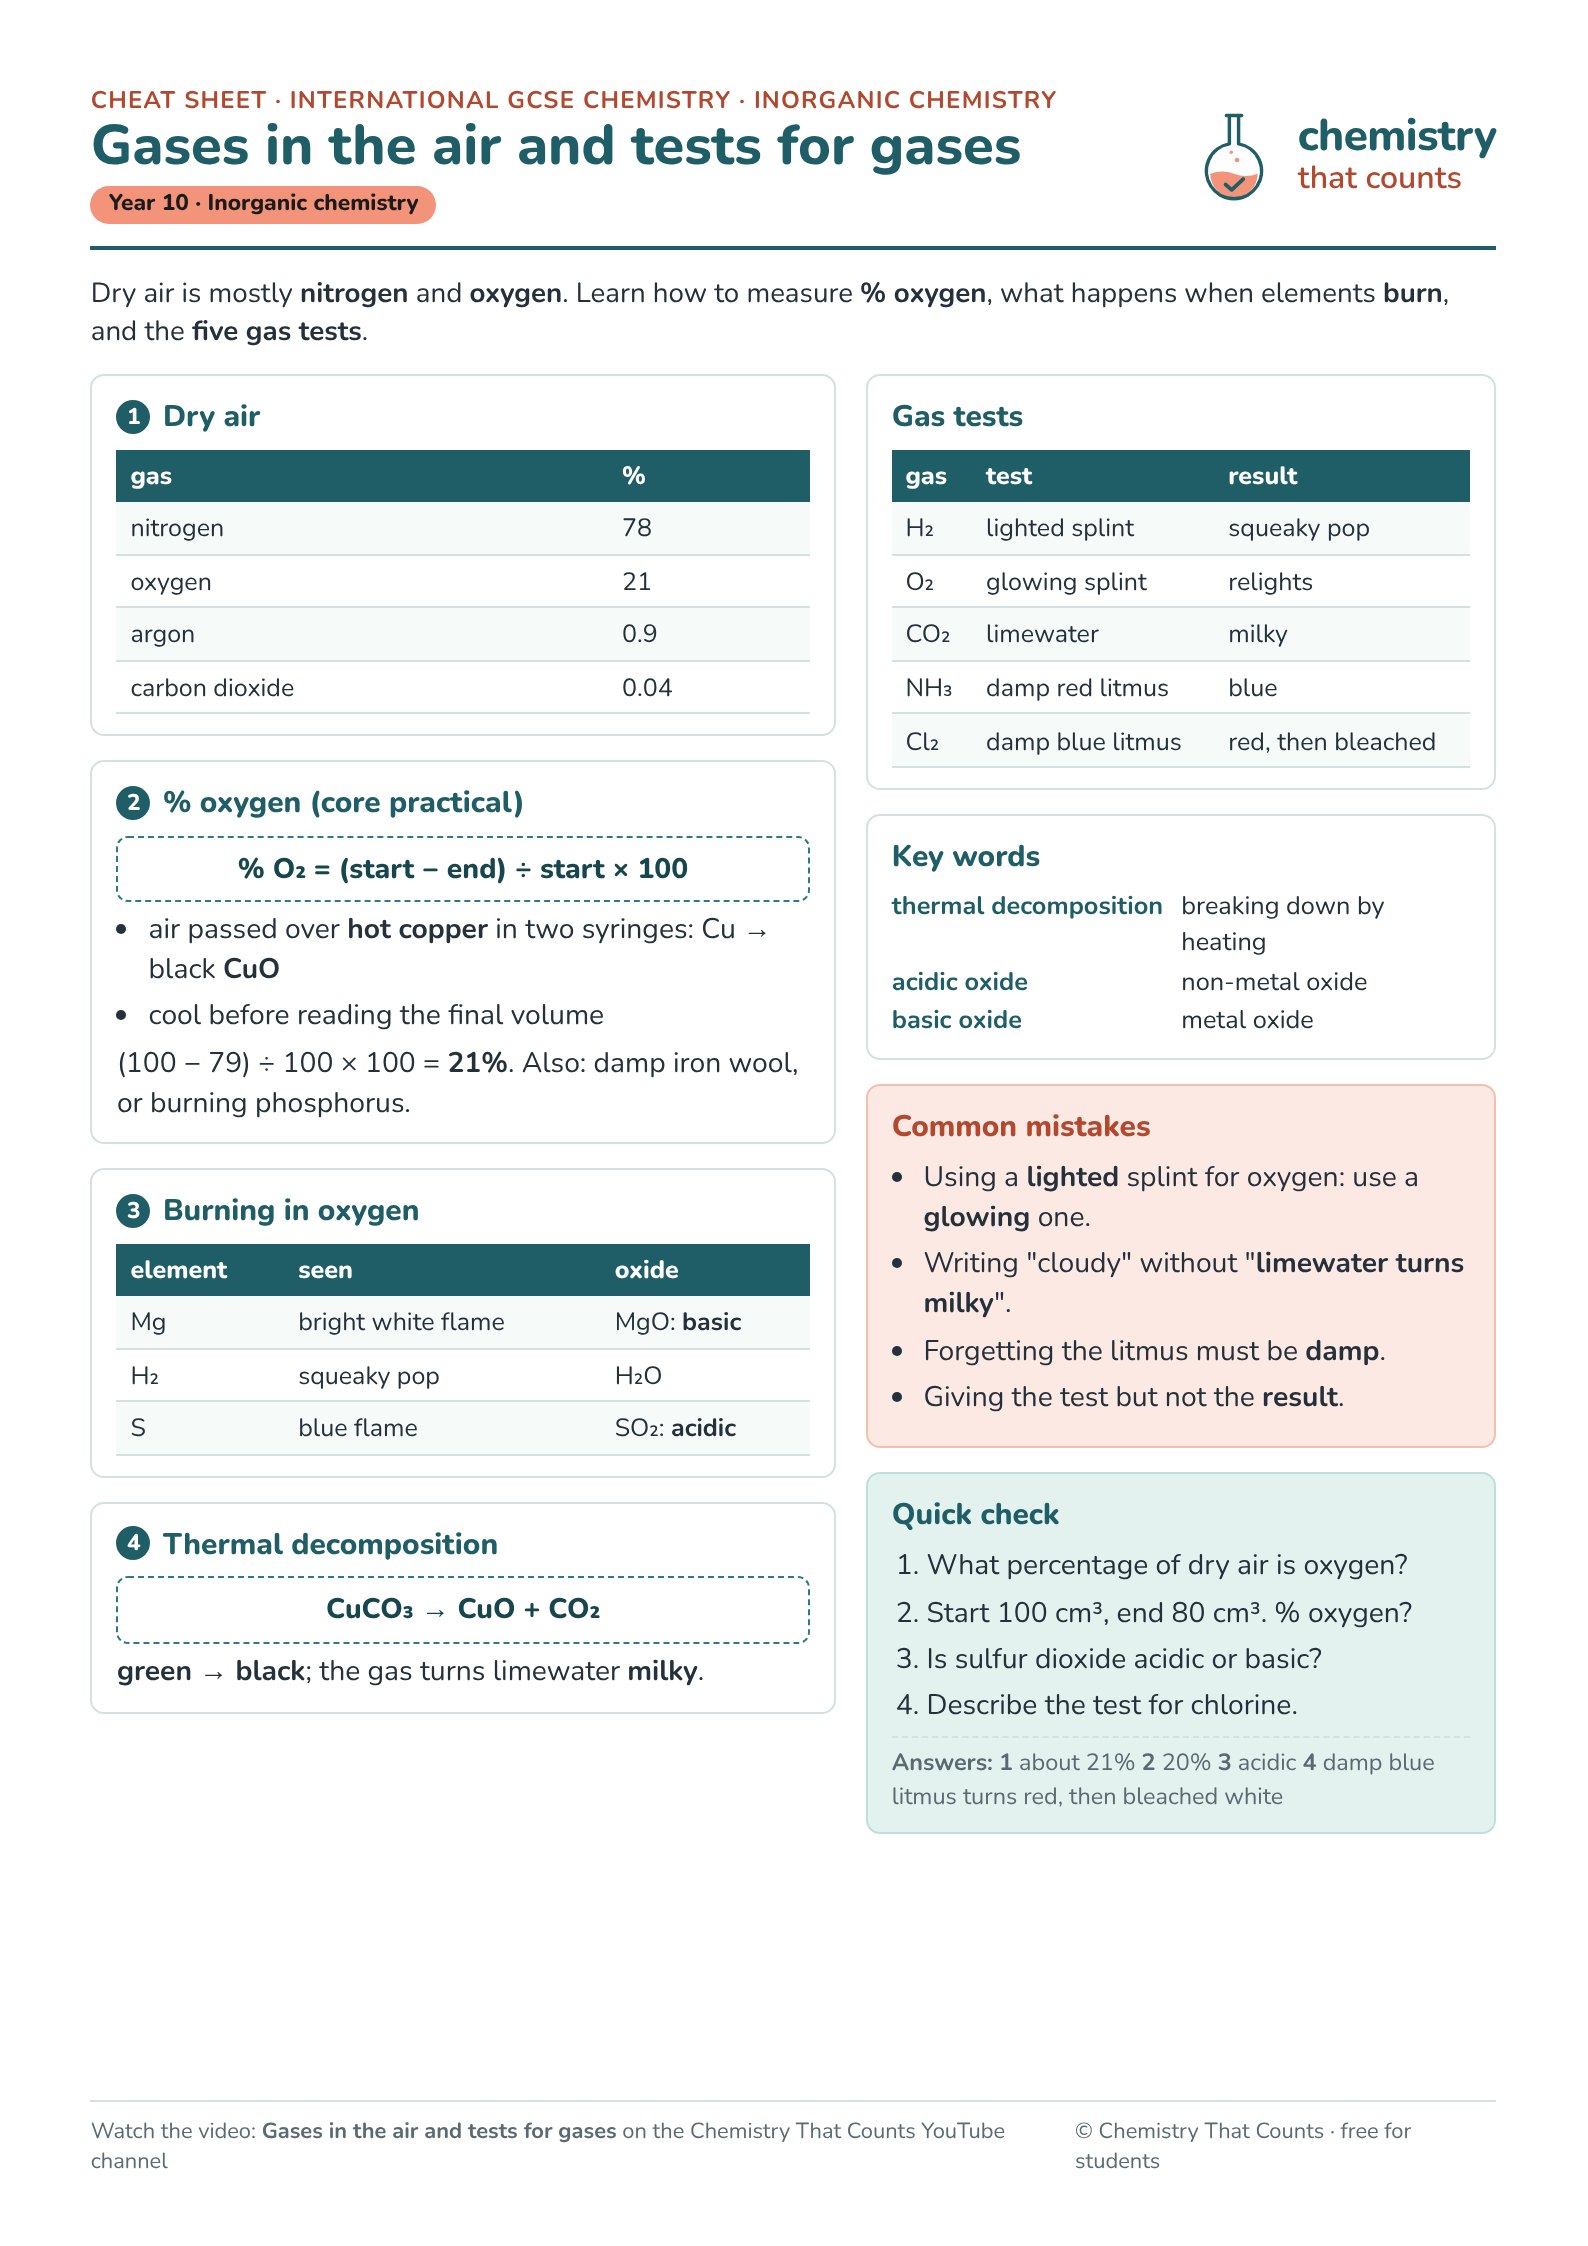 CHEAT SHEET · INTERNATIONAL GCSE CHEMISTRY · INORGANIC CHEMISTRY
Gases in the air and tests for gases
Year 10 · Inorganic chemistry
chemistry
that counts
Dry air is mostly nitrogen and oxygen. Learn how to measure % oxygen, what happens when elements burn,
and the five gas tests.
1 Dry air
gas %
nitrogen 78
oxygen 21
argon 0.9
carbon dioxide 0.04
2 % oxygen (core practical)
% O₂ = (start – end) ÷ start × 100
• air passed over hot copper in two syringes: Cu →
black CuO
• cool before reading the final volume
(100 – 79) ÷ 100 × 100 = 21%. Also: damp iron wool,
or burning phosphorus.
3 Burning in oxygen
element seen oxide
Mg bright white flame MgO: basic
H₂ squeaky pop H₂O
S blue flame SO₂: acidic
4 Thermal decomposition
CuCO₃ → CuO + CO₂
green → black; the gas turns limewater milky.
Gas tests
gas test result
H₂ lighted splint squeaky pop
O₂ glowing splint relights
CO₂ limewater milky
NH₃ damp red litmus blue
Cl₂ damp blue litmus red, then bleached
Key words
thermal decomposition breaking down by
heating
acidic oxide non-metal oxide
basic oxide metal oxide
Common mistakes
• Using a lighted splint for oxygen: use a
glowing one.
• Writing "cloudy" without "limewater turns
milky".
• Forgetting the litmus must be damp.
• Giving the test but not the result.
Quick check
1. What percentage of dry air is oxygen?
2. Start 100 cm³, end 80 cm³. % oxygen?
3. Is sulfur dioxide acidic or basic?
4. Describe the test for chlorine.
Answers: 1 about 21% 2 20% 3 acidic 4 damp blue
litmus turns red, then bleached white
Watch the video: Gases in the air and tests for gases on the Chemistry That Counts YouTube
channel
© Chemistry That Counts · free for
students